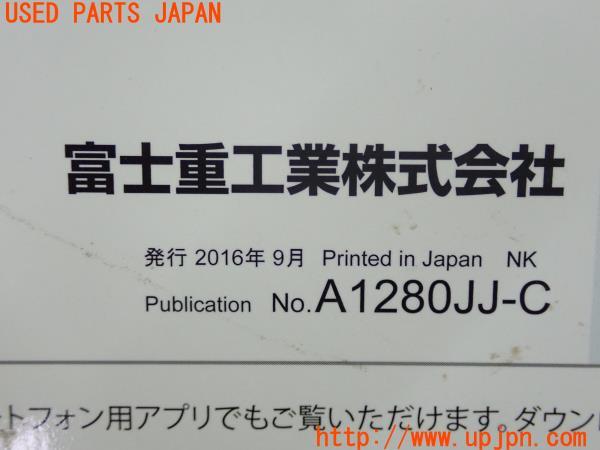 USED PARTS JAPAN
富士重工業株式会社
発行 2016年 9月 Printed in Japan NK
Publication No. A1280JJ-C
トフォン用アプリでもご覧いただけます。ダウン
http://www.upjpn.com